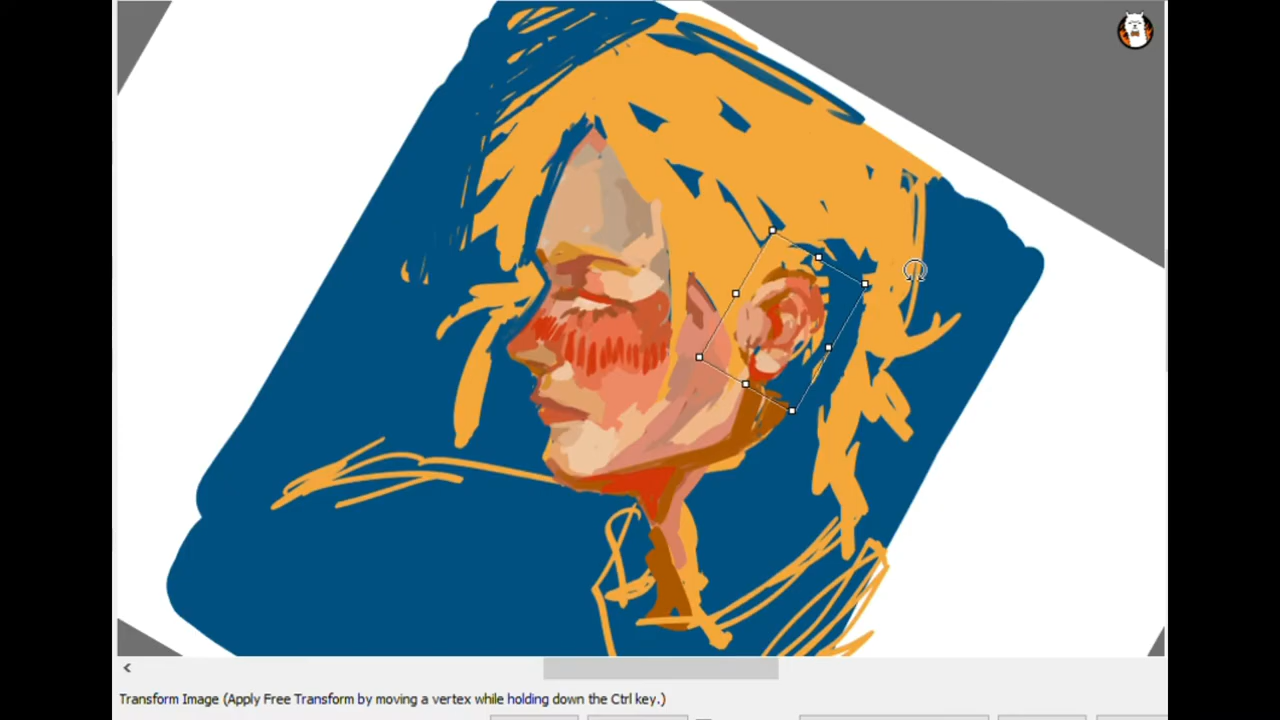 Transform Image (Apply Free Transform by moving a vertex while holding down the Ctrl key.)